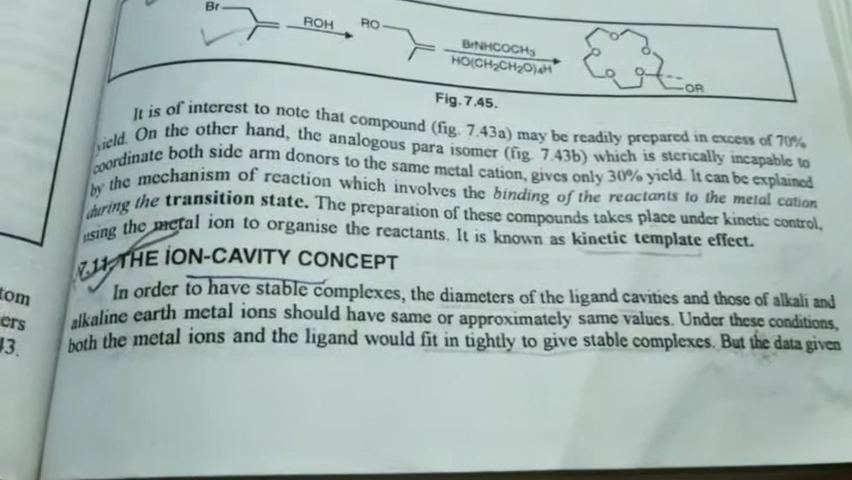 Br
ROH
RO
BrNHCOCH3
HO(CH2CH2O)4H
O
O
O
O
O
OR
Fig.7.45.
It is of interest to note that compound (fig. 7.43a) may be readily prepared in excess of 70%
yield. On the other hand, the analogous para isomer (fig. 7.43b) which is sterically incapable to
coordinate both side arm donors to the same metal cation, gives only 30% yield. It can be explained
by the mechanism of reaction which involves the binding of the reactants to the metal cation
during the transition state. The preparation of these compounds takes place under kinetic control,
using the metal ion to organise the reactants. It is known as kinetic template effect.
7.11 THE ION-CAVITY CONCEPT
In order to have stable complexes, the diameters of the ligand cavities and those of alkali and
alkaline earth metal ions should have same or approximately same values. Under these conditions,
both the metal ions and the ligand would fit in tightly to give stable complexes. But the data given
tom
ers
43.